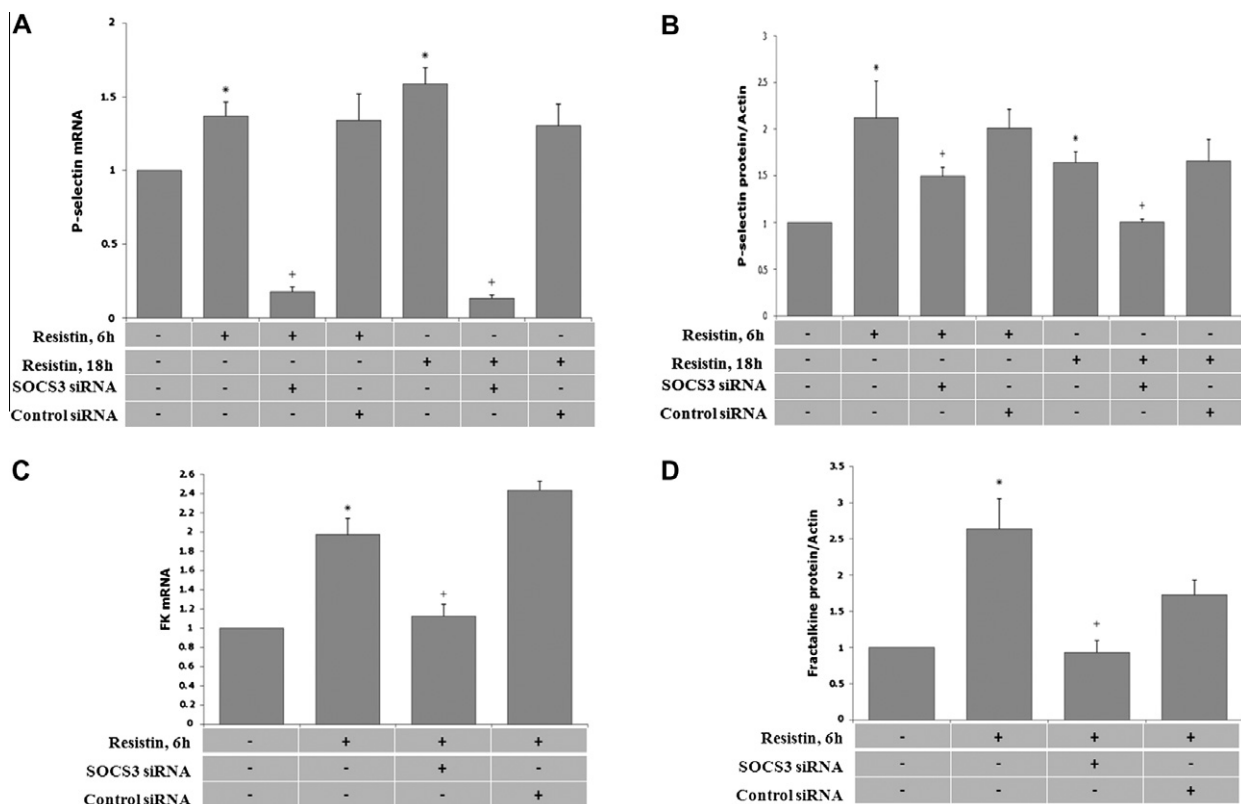 A
P-selectin mRNA
2
1.5
1
0.5
0
*
+
*
+
Resistin, 6h - + + + - - -
Resistin, 18h - - - - + + +
SOCS3 siRNA - - + - - + -
Control siRNA - - - + - - +
B
P-selectin protein/Actin
3
2.5
2
1.5
1
0.5
0
*
+
*
+
Resistin, 6h - + + + - - -
Resistin, 18h - - - - + + +
SOCS3 siRNA - - + - - + -
Control siRNA - - - + - - +
C
FK mRNA
2.6
2.4
2.2
2
1.8
1.6
1.4
1.2
1
0.8
0.6
0.4
0.2
0
*
+
Resistin, 6h - + + +
SOCS3 siRNA - - + -
Control siRNA - - - +
D
Fractalkine protein/Actin
3.5
3
2.5
2
1.5
1
0.5
0
*
+
Resistin, 6h - + + +
SOCS3 siRNA - - + -
Control siRNA - - - +